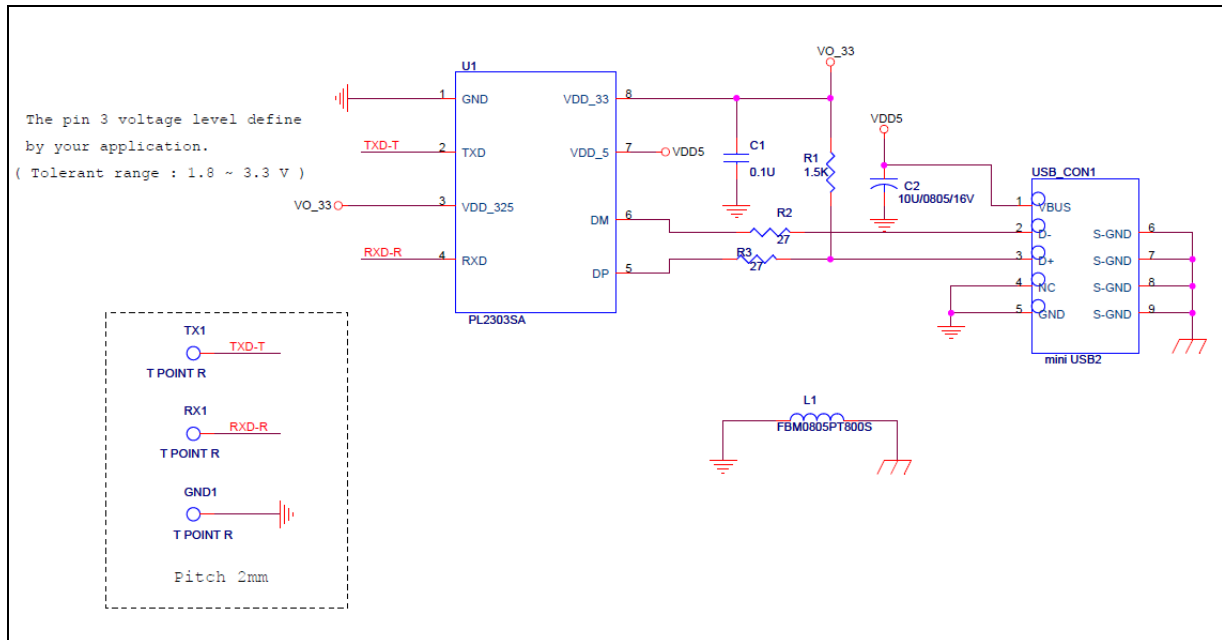 VO_33
U1
1 GND VDD_33 8
The pin 3 voltage level define
by your application.
( Tolerant range : 1.8 ~ 3.3 V )
TXD-T 2 TXD VDD_5 7 VDD5
C1
0.1U
R1
1.5K
VDD5
C2
10U/0805/16V
USB_CON1
VO_33 3 VDD_325
DM 6
R2
27
RXD-R 4 RXD
DP 5
R3
27
PL2303SA
1 VBUS
2 D- S-GND 6
3 D+ S-GND 7
4 NC S-GND 8
5 GND S-GND 9
mini USB2
TX1
TXD-T
T POINT R
RX1
RXD-R
T POINT R
GND1
T POINT R
Pitch 2mm
L1
FBM0805PT800S